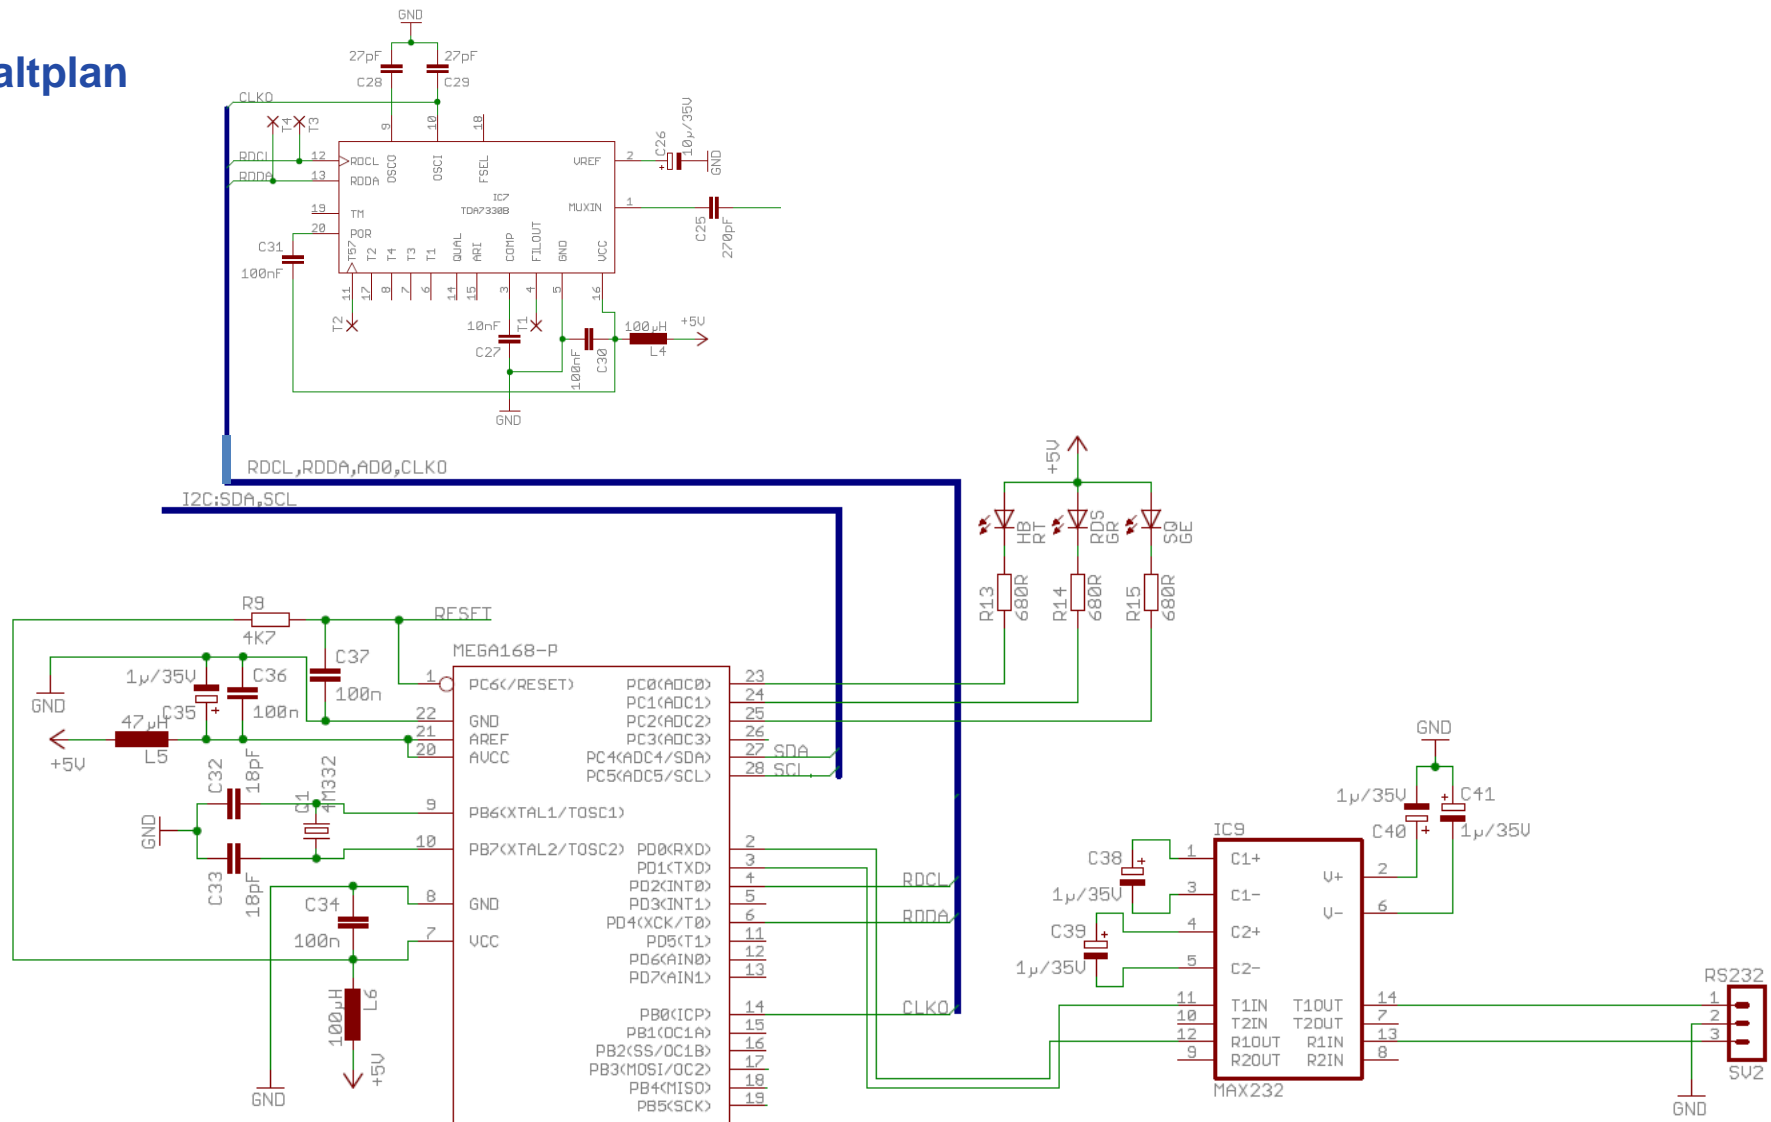 altplan
GND
27pF
27pF
C28
C29
CLKO
T4
T3
9
10
18
RDCL
12
RDCL
OSCO
OSCI
FSEL
VREF
2
C26
10µ/35V
GND
RDDA
13
RDDA
IC7
TDA7330B
MUXIN
1
C25
270pF
19
TM
20
POR
C31
100nF
T57
T2
T4
T3
T1
QUAL
ARI
COMP
FILOUT
GND
VCC
11
17
8
7
6
14
15
3
4
5
16
T2
10nF
C27
T1
100nF
C30
100µH
L4
+5V
GND
RDCL,RDDA,AD0,CLKO
I2C:SDA,SCL
+5V
HB
RT
RDS
GR
SQ
GE
R13
680R
R14
680R
R15
680R
R9
4K7
RESET
MEGA168-P
C37
100n
1µ/35V
C35
C36
100n
GND
47µH
L5
+5V
1
PC6(/RESET)
22
GND
21
AREF
20
AVCC
9
PB6(XTAL1/TOSC1)
10
PB7(XTAL2/TOSC2)
8
GND
7
VCC
PC0(ADC0)
23
PC1(ADC1)
24
PC2(ADC2)
25
PC3(ADC3)
26
PC4(ADC4/SDA)
27
SDA
PC5(ADC5/SCL)
28
SCL
PD0(RXD)
2
PD1(TXD)
3
PD2(INT0)
4
RDCL
PD3(INT1)
5
PD4(XCK/T0)
6
RDDA
PD5(T1)
11
PD6(AIN0)
12
PD7(AIN1)
13
PB0(ICP)
14
CLKO
PB1(OC1A)
15
PB2(SS/OC1B)
16
PB3(MOSI/OC2)
17
PB4(MISO)
18
PB5(SCK)
19
C32
18pF
Q1
4M332
GND
C33
18pF
C34
100n
100µH
L6
+5V
GND
GND
1µ/35V
C40
C41
1µ/35V
IC9
C38
1µ/35V
C39
1µ/35V
1
C1+
3
C1-
4
C2+
5
C2-
V+
2
V-
6
11
T1IN
T1OUT
14
10
T2IN
T2OUT
7
12
R1OUT
R1IN
13
9
R2OUT
R2IN
8
MAX232
RS232
1
2
3
SV2
GND